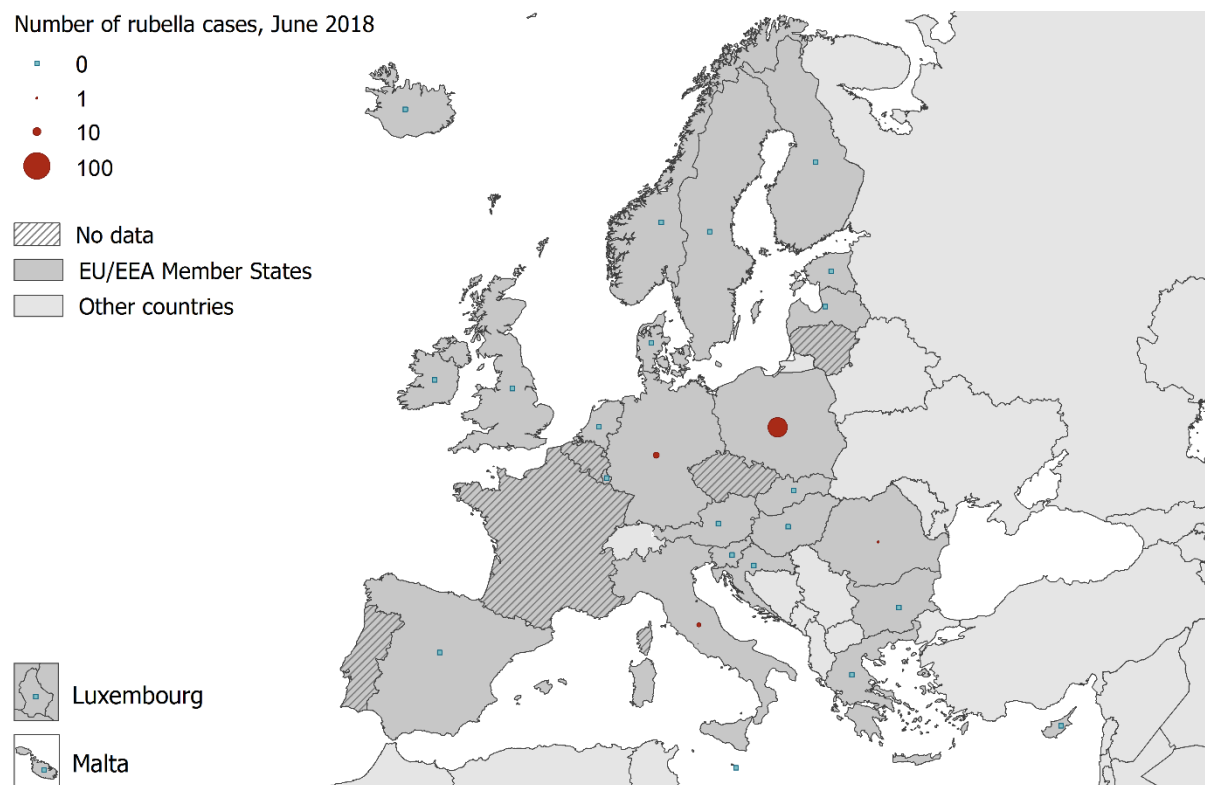 Number of rubella cases, June 2018
0
1
10
100
No data
EU/EEA Member States
Other countries
Luxembourg
Malta